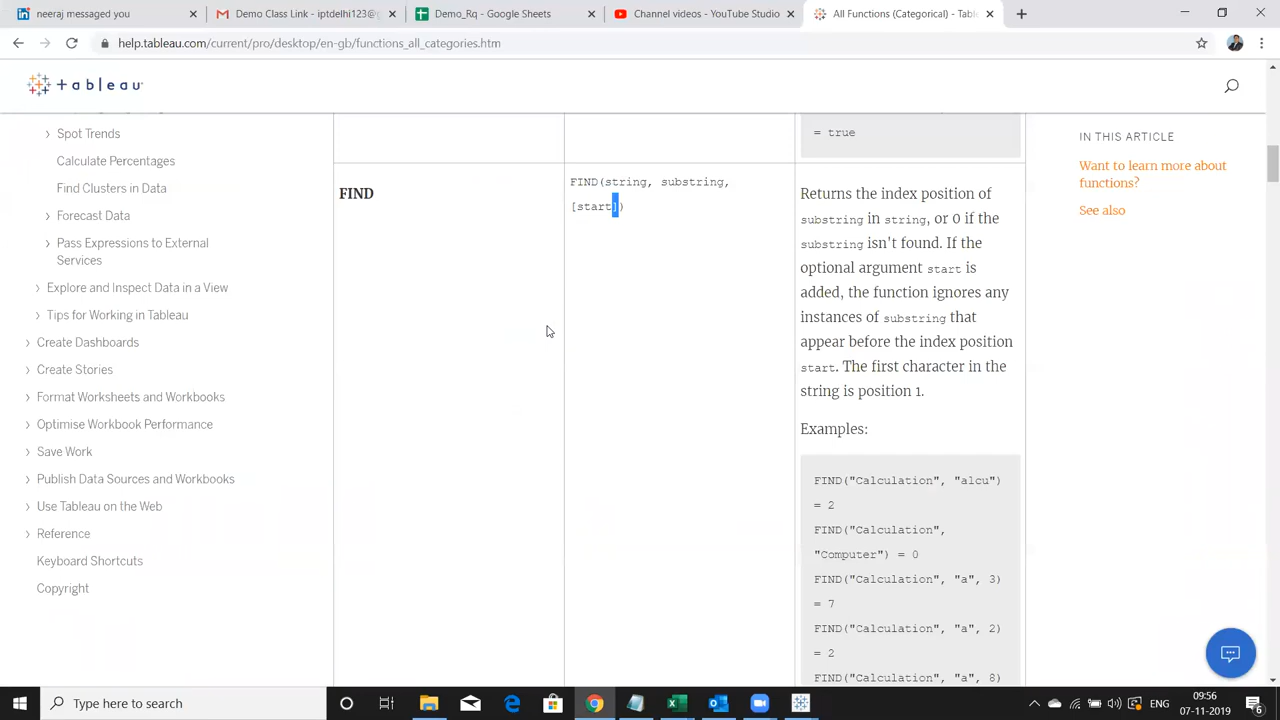 neeraj messaged you
Demo Class Link - iptdelhi123@g
Demo_Rq - Google Sheets
Channel videos - YouTube Studio
All Functions (Categorical) - Tabl
help.tableau.com/current/pro/desktop/en-gb/functions_all_categories.htm
+ableau
Spot Trends
Calculate Percentages
Find Clusters in Data
Forecast Data
Pass Expressions to External
Services
Explore and Inspect Data in a View
Tips for Working in Tableau
Create Dashboards
Create Stories
Format Worksheets and Workbooks
Optimise Workbook Performance
Save Work
Publish Data Sources and Workbooks
Use Tableau on the Web
Reference
Keyboard Shortcuts
Copyright
= true
FIND
FIND(string, substring,
[start])
Returns the index position of
substring in string, or 0 if the
substring isn't found. If the
optional argument start is
added, the function ignores any
instances of substring that
appear before the index position
start. The first character in the
string is position 1.
Examples:
FIND("Calculation", "alcu")
= 2
FIND("Calculation",
"Computer") = 0
FIND("Calculation", "a", 3)
= 7
FIND("Calculation", "a", 2)
= 2
FIND("Calculation", "a", 8)
IN THIS ARTICLE
Want to learn more about
functions?
See also
Type here to search
ENG
09:56
07-11-2019
6